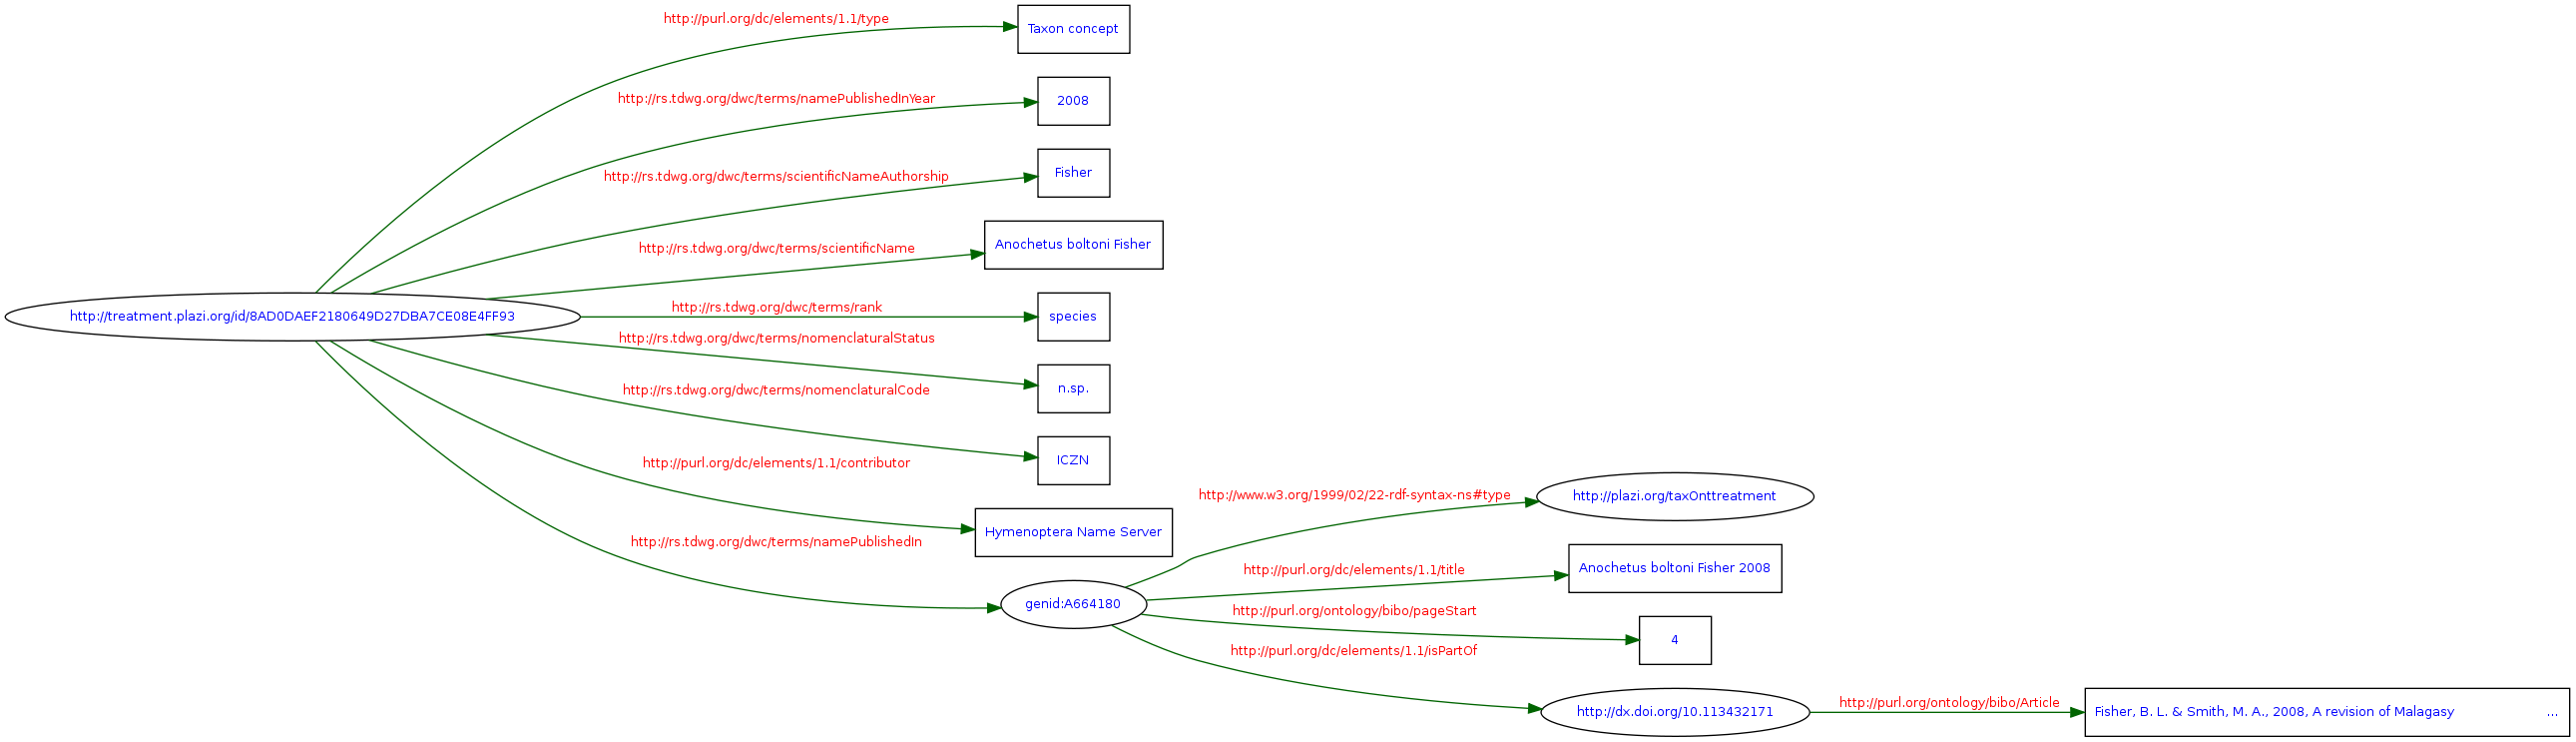 http://purl.org/dc/elements/1.1/type
Taxon concept
http://rs.tdwg.org/dwc/terms/namePublishedInYear
2008
http://rs.tdwg.org/dwc/terms/scientificNameAuthorship
Fisher
http://rs.tdwg.org/dwc/terms/scientificName
Anochetus boltoni Fisher
http://treatment.plazi.org/id/8AD0DAEF2180649D27DBA7CE08E4FF93
http://rs.tdwg.org/dwc/terms/rank
species
http://rs.tdwg.org/dwc/terms/nomenclaturalStatus
n.sp.
http://rs.tdwg.org/dwc/terms/nomenclaturalCode
ICZN
http://purl.org/dc/elements/1.1/contributor
Hymenoptera Name Server
http://rs.tdwg.org/dwc/terms/namePublishedIn
genid:A664180
http://www.w3.org/1999/02/22-rdf-syntax-ns#type
http://plazi.org/taxOnttreatment
http://purl.org/dc/elements/1.1/title
Anochetus boltoni Fisher 2008
http://purl.org/ontology/bibo/pageStart
4
http://purl.org/dc/elements/1.1/isPartOf
http://dx.doi.org/10.113432171
http://purl.org/ontology/bibo/Article
Fisher, B. L. & Smith, M. A., 2008, A revision of Malagasy ...